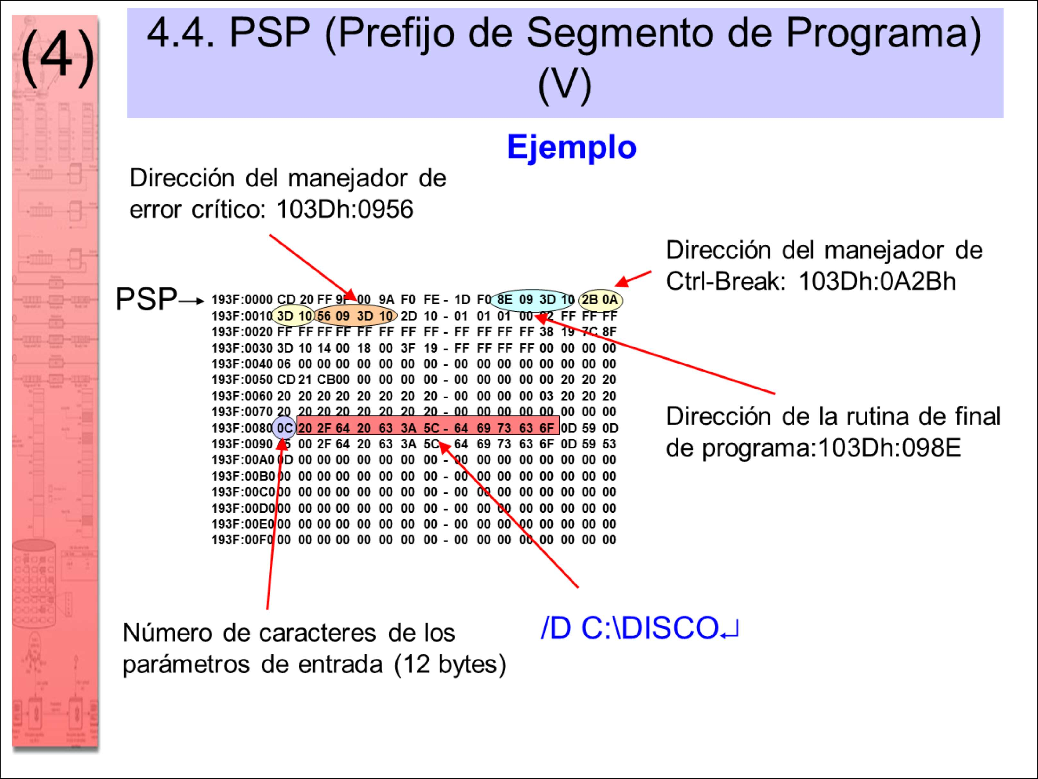 (4)
4.4. PSP (Prefijo de Segmento de Programa)
(V)
Ejemplo
Dirección del manejador de
error crítico: 103Dh:0956
Dirección del manejador de
Ctrl-Break: 103Dh:0A2Bh
PSP
193F:0000 CD 20 FF 9F 00 9A F0 FE - 1D F0 8E 09 3D 10 2B 0A
193F:0010 3D 10 56 09 3D 10 2D 10 - 01 01 01 00 02 FF FF FF
193F:0020 FF FF FF FF FF FF FF FF - FF FF FF FF 38 19 7C 8F
193F:0030 3D 10 14 00 18 00 3F 19 - FF FF FF FF 00 00 00 00
193F:0040 06 00 00 00 00 00 00 00 - 00 00 00 00 00 00 00 00
193F:0050 CD 21 CB00 00 00 00 00 - 00 00 00 00 00 20 20 20
193F:0060 20 20 20 20 20 20 20 20 - 00 00 00 00 03 20 20 20
193F:0070 20 20 20 20 20 20 20 20 - 00 00 00 00 00 00 00 00
193F:0080 0C 20 2F 64 20 63 3A 5C - 64 69 73 63 6F 0D 59 0D
193F:0090 00 2F 64 20 63 3A 5C - 64 69 73 63 6F 0D 59 53
193F:00A0 0D 00 00 00 00 00 00 00 - 00 00 00 00 00 00 00 00
193F:00B0 00 00 00 00 00 00 00 00 - 00 00 00 00 00 00 00 00
193F:00C0 00 00 00 00 00 00 00 00 - 00 00 00 00 00 00 00 00
193F:00D0 00 00 00 00 00 00 00 00 - 00 00 00 00 00 00 00 00
193F:00E0 00 00 00 00 00 00 00 00 - 00 00 00 00 00 00 00 00
193F:00F0 00 00 00 00 00 00 00 00 - 00 00 00 00 00 00 00 00
Dirección de la rutina de final
de programa:103Dh:098E
Número de caracteres de los
parámetros de entrada (12 bytes)
/D C:\DISCO↵